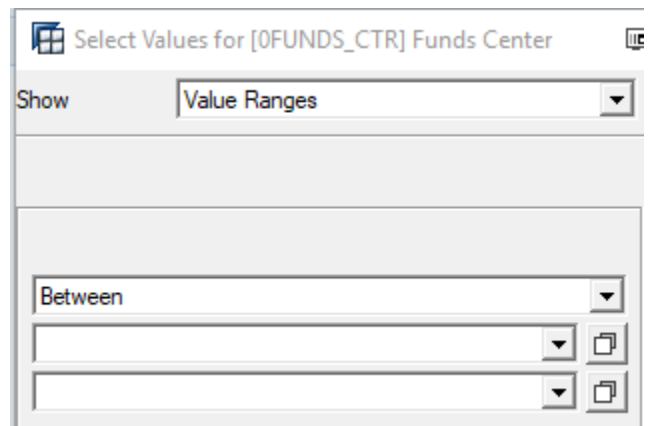 Select Values for [0FUNDS_CTR] Funds Center
Show Value Ranges
Between